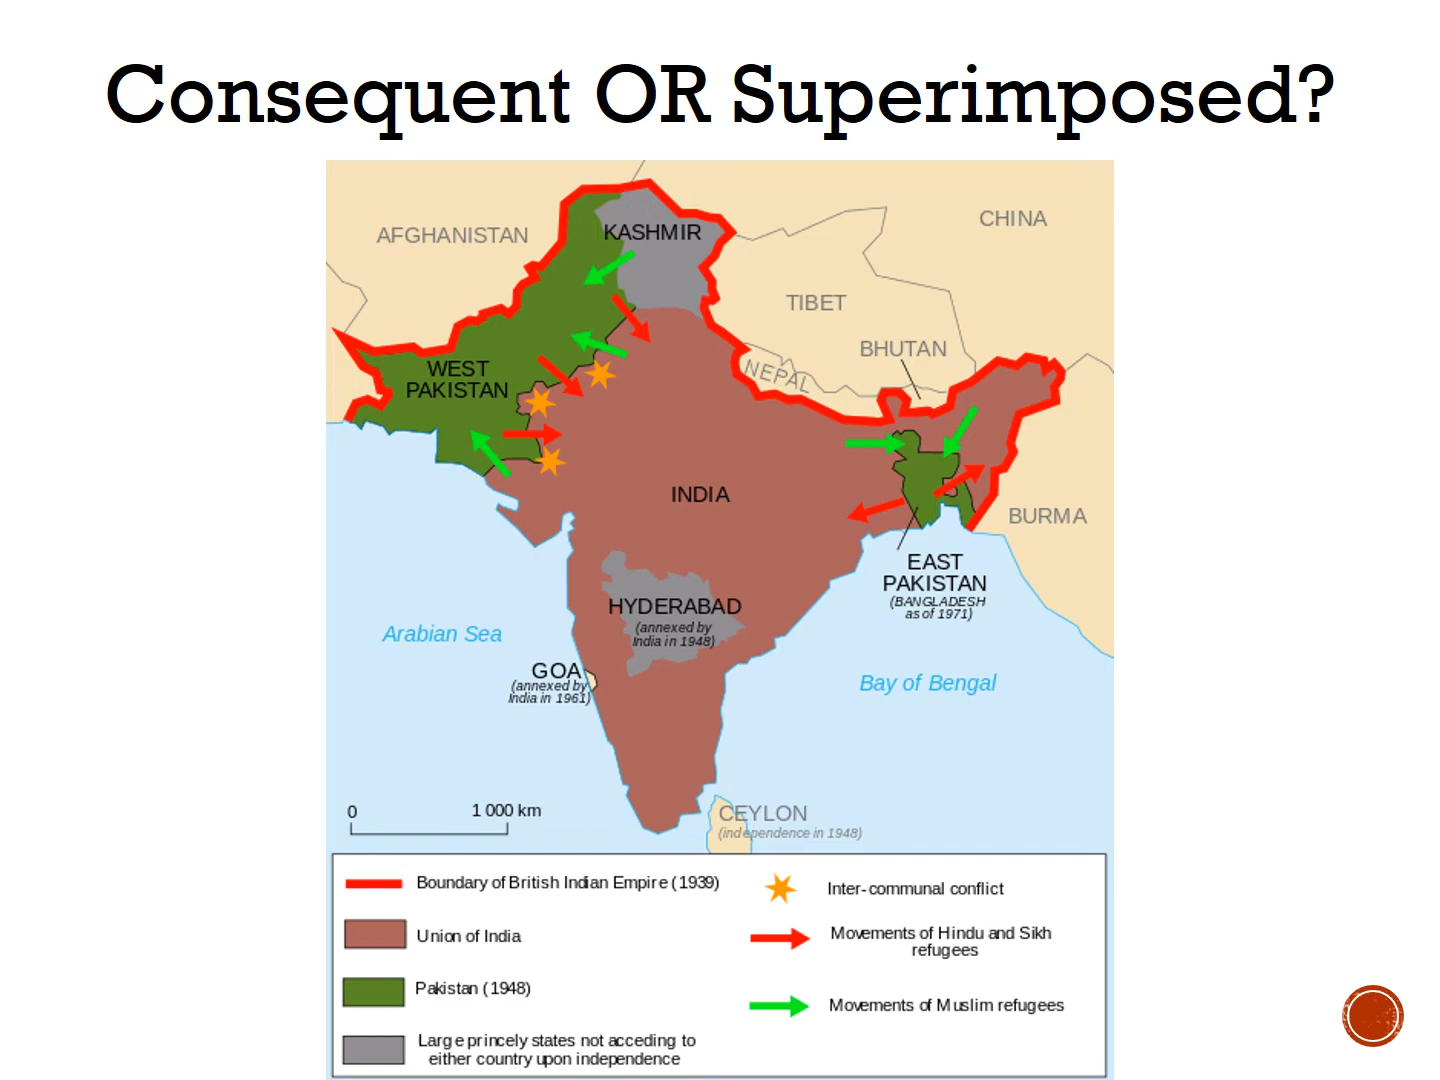 Consequent OR Superimposed?
AFGHANISTAN
KASHMIR
CHINA
TIBET
BHUTAN
NEPAL
WEST
PAKISTAN
INDIA
BURMA
EAST
PAKISTAN
(BANGLADESH
as of 1971)
HYDERABAD
(annexed by
India in 1948)
Arabian Sea
GOA
(annexed by
India in 1961)
Bay of Bengal
0 1 000 km
CEYLON
(independence in 1948)
Boundary of British Indian Empire (1939)
Union of India
Pakistan (1948)
Large princely states not acceding to
either country upon independence
Inter-communal conflict
Movements of Hindu and Sikh
refugees
Movements of Muslim refugees